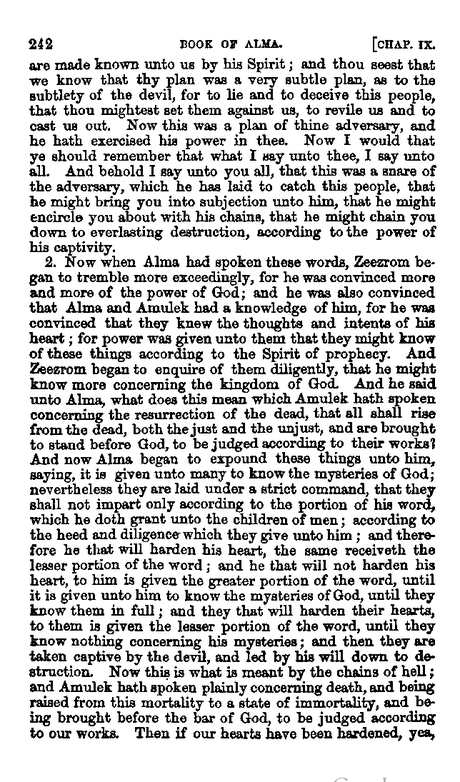 242 BOOK OF ALMA. [CHAP. IX.
are made known unto us by his Spirit; and thou seest that
we know that thy plan was a very subtle plan, as to the
subtlety of the devil, for to lie and to deceive this people,
that thou mightest set them against us, to revile us and to
cast us out. Now this was a plan of thine adversary, and
he hath exercised his power in thee. Now I would that
ye should remember that what I say unto thee, I say unto
all. And behold I say unto you all, that this was a snare of
the adversary, which he has laid to catch this people, that
he might bring you into subjection unto him, that he might
encircle you about with his chains, that he might chain you
down to everlasting destruction, according to the power of
his captivity.
2. Now when Alma had spoken these words, Zeezrom be-
gan to tremble more exceedingly, for he was convinced more
and more of the power of God; and he was also convinced
that Alma and Amulek had a knowledge of him, for he was
convinced that they knew the thoughts and intents of his
heart; for power was given unto them that they might know
of these things according to the Spirit of prophecy. And
Zeezrom began to enquire of them diligently, that he might
know more concerning the kingdom of God. And he said
unto Alma, what does this mean which Amulek hath spoken
concerning the resurrection of the dead, that all shall rise
from the dead, both the just and the unjust, and are brought
to stand before God, to be judged according to their works?
And now Alma began to expound these things unto him,
saying, it is given unto many to know the mysteries of God;
nevertheless they are laid under a strict command, that they
shall not impart only according to the portion of his word,
which he doth grant unto the children of men; according to
the heed and diligence which they give unto him; and there-
fore he that will harden his heart, the same receiveth the
lesser portion of the word; and he that will not harden his
heart, to him is given the greater portion of the word, until
it is given unto him to know the mysteries of God, until they
know them in full; and they that will harden their hearts,
to them is given the lesser portion of the word, until they
know nothing concerning his mysteries; and then they are
taken captive by the devil, and led by his will down to de-
struction. Now this is what is meant by the chains of hell;
and Amulek hath spoken plainly concerning death, and being
raised from this mortality to a state of immortality, and be-
ing brought before the bar of God, to be judged according
to our works. Then if our hearts have been hardened, yea,